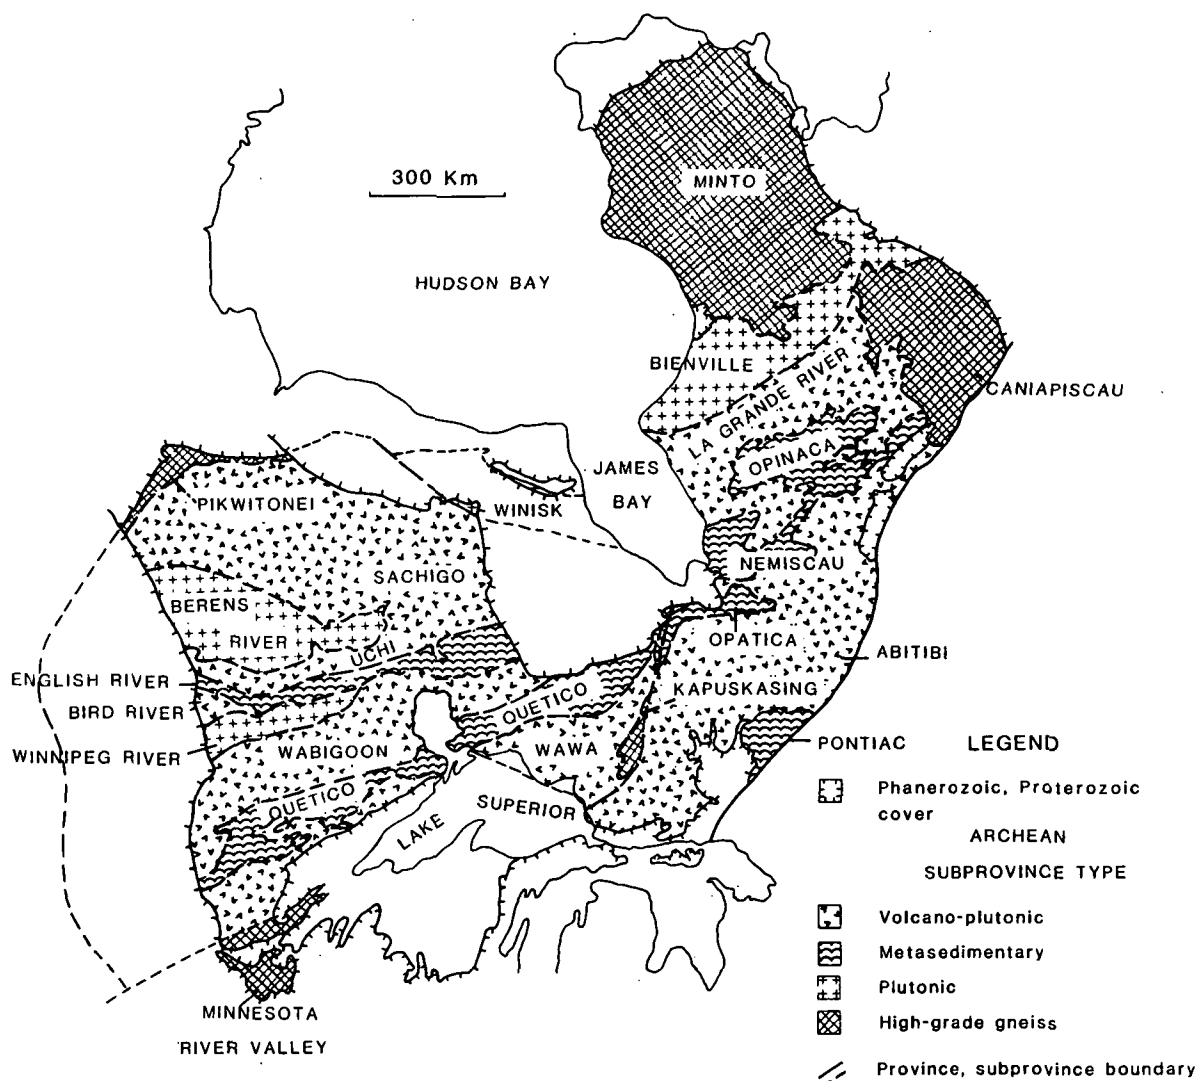 300 Km
MINTO
HUDSON BAY
BIENVILLE
LA GRANDE RIVER
CANIAPISCAU
OPINACA
JAMES
BAY
WINISK
PIKWITONEI
SACHIGO
NEMISCAU
BERENS
RIVER
OPATICA
UCHI
ABITIBI
ENGLISH RIVER
KAPUSKASING
BIRD RIVER
QUETICO
WINNIPEG RIVER
WABIGOON
WAWA
PONTIAC
QUETICO
LAKE
SUPERIOR
MINNESOTA
RIVER VALLEY
LEGEND
Phanerozoic, Proterozoic
cover
ARCHEAN
SUBPROVINCE TYPE
Volcano-plutonic
Metasedimentary
Plutonic
High-grade gneiss
Province, subprovince boundary